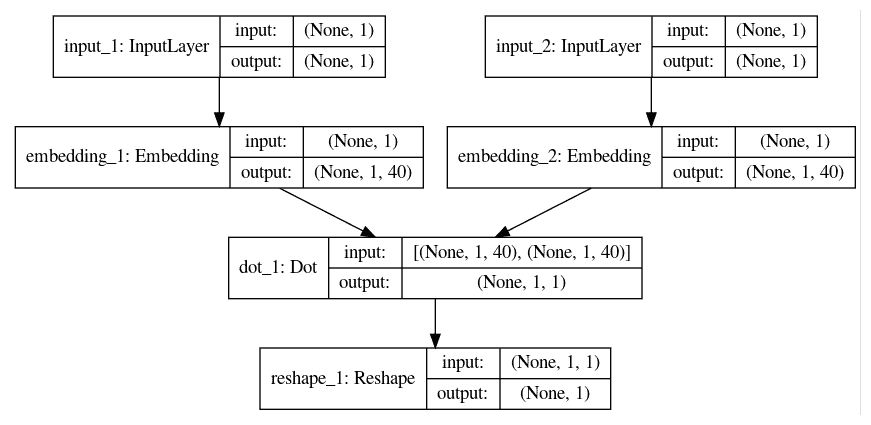 input_1: InputLayer
input: (None, 1)
output: (None, 1)
input_2: InputLayer
input: (None, 1)
output: (None, 1)
embedding_1: Embedding
input: (None, 1)
output: (None, 1, 40)
embedding_2: Embedding
input: (None, 1)
output: (None, 1, 40)
dot_1: Dot
input: [(None, 1, 40), (None, 1, 40)]
output: (None, 1, 1)
reshape_1: Reshape
input: (None, 1, 1)
output: (None, 1)